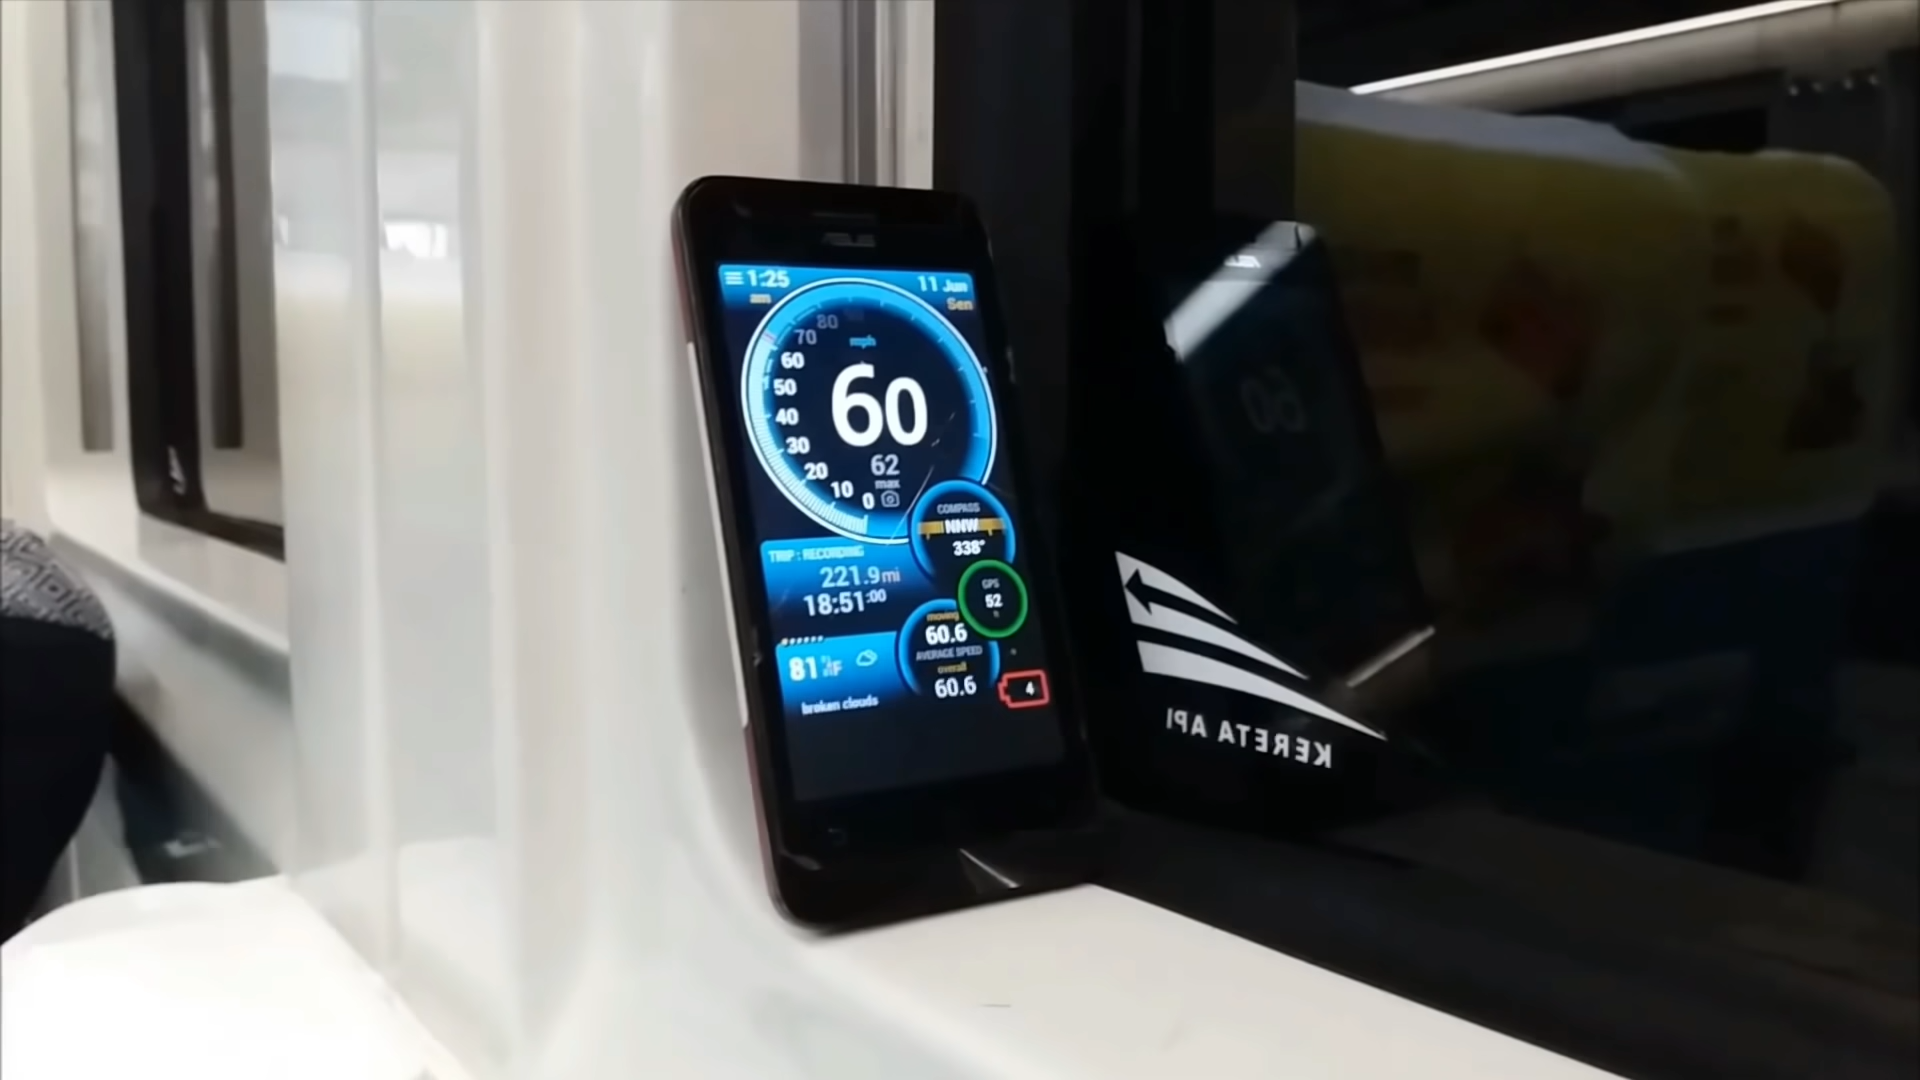 ASUS
1:25
am
11 Jun
Sen
80
70
60
50
40
30
20
10
0
mph
60
62
max
COMPASS
NNW
338°
TRIP : RECORDING
221.9 mi
18:51:00
GPS
52
ft
moving
60.6
AVERAGE SPEED
overall
60.6
81 °F
broken clouds
4
KERETA API